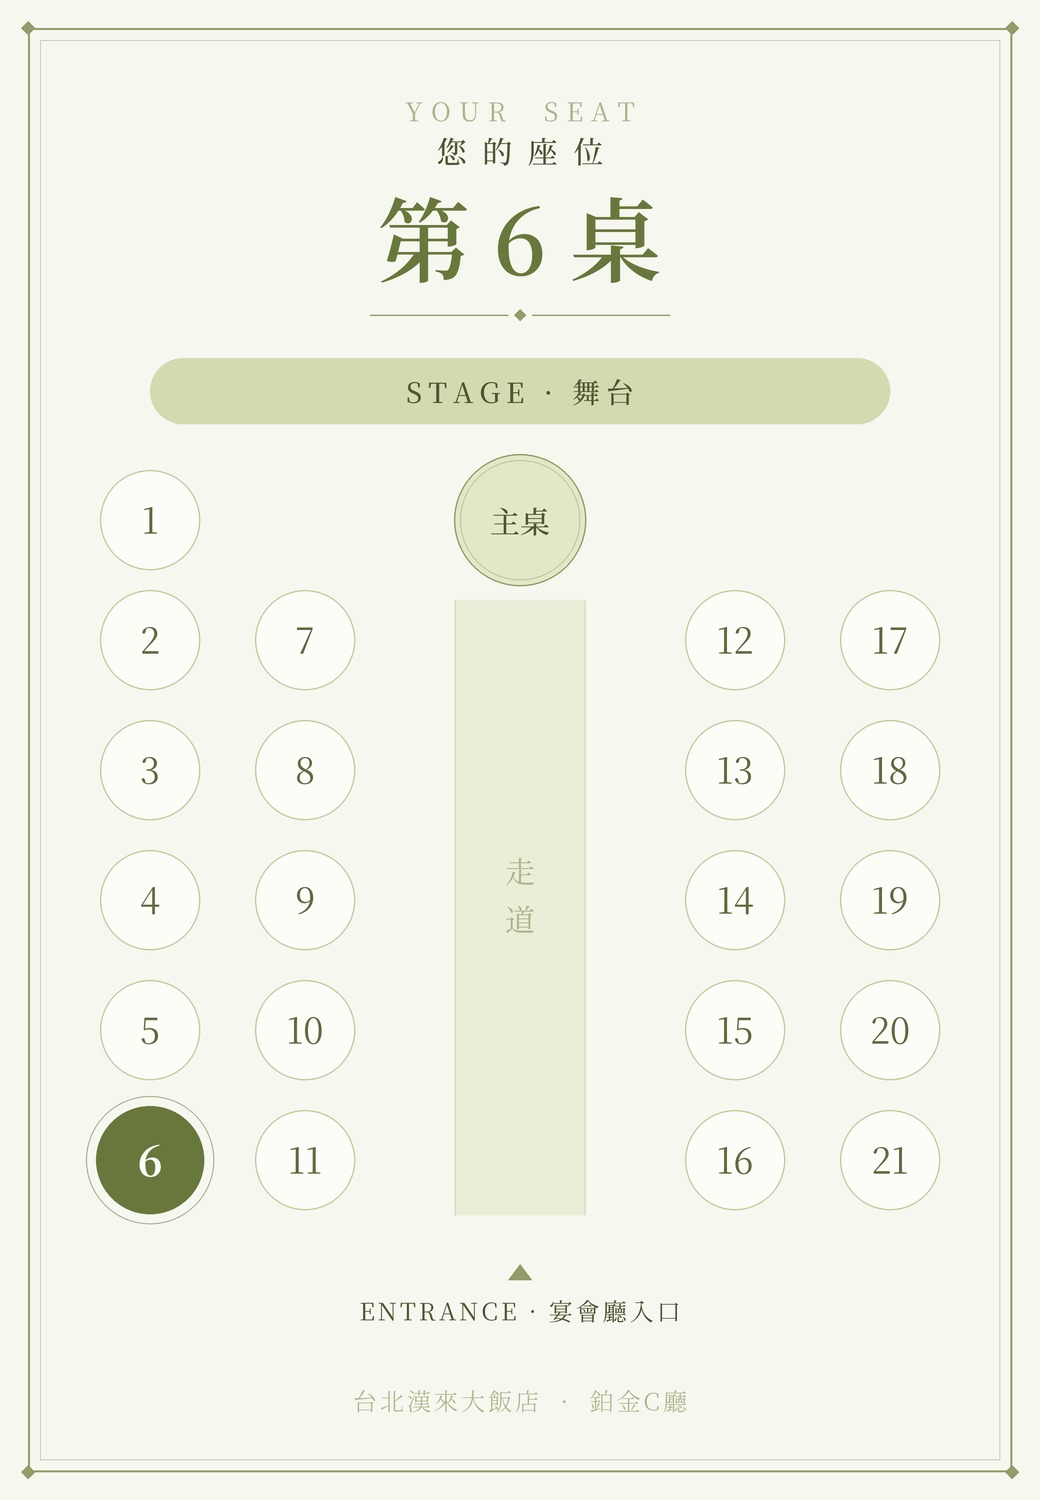 YOUR SEAT
您的座位
第6桌
STAGE · 舞台
1
主桌
2 7 12 17
3 8 13 18
走道
4 9 14 19
5 10 15 20
6 11 16 21
ENTRANCE · 宴會廳入口
台北漢來大飯店 · 鉑金C廳